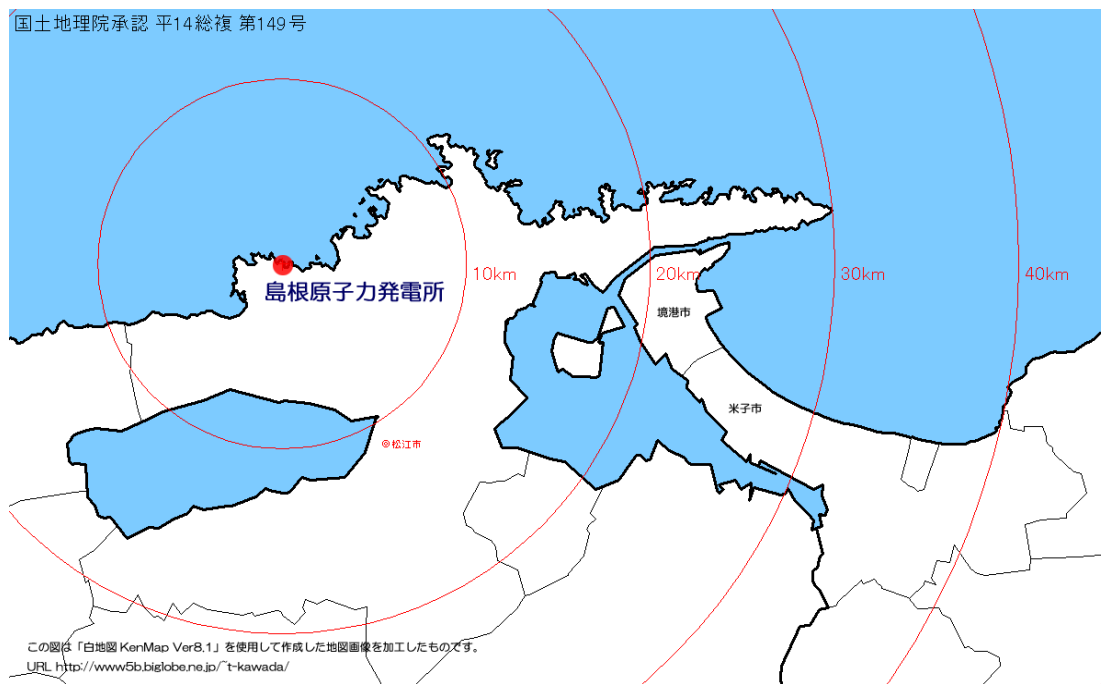 国土地理院承認 平14総複 第149号
10km
20km
30km
40km
島根原子力発電所
境港市
米子市
◎松江市
この図は「白地図 KenMap Ver8.1」を使用して作成した地図画像を加工したものです。
URL http://www5b.biglobe.ne.jp/~t-kawada/